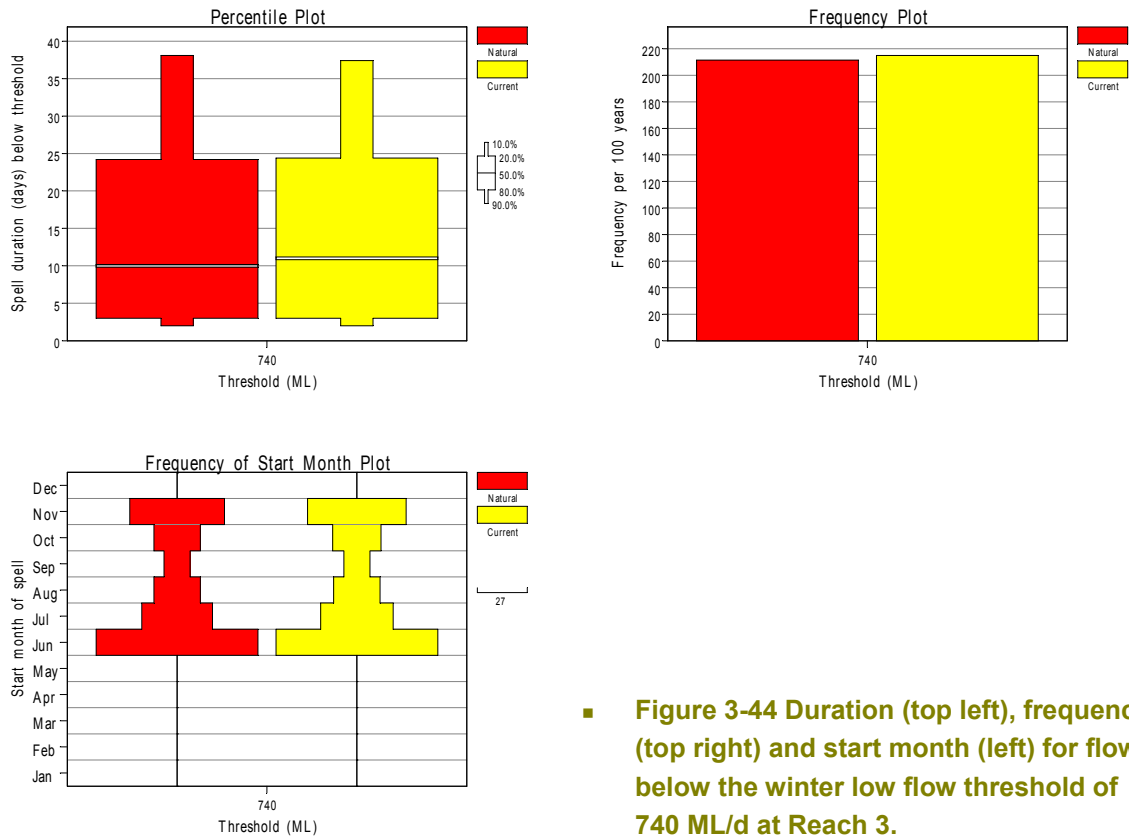 Percentile Plot
Spell duration (days) below threshold
40
35
30
25
20
15
10
5
0
740
Threshold (ML)
Natural
Current
10.0%
20.0%
50.0%
80.0%
90.0%
Frequency Plot
Frequency per 100 years
220
200
180
160
140
120
100
80
60
40
20
0
740
Threshold (ML)
Natural
Current
Frequency of Start Month Plot
Start month of spell
Dec
Nov
Oct
Sep
Aug
Jul
Jun
May
Apr
Mar
Feb
Jan
740
Threshold (ML)
Natural
Current
27
▪ Figure 3-44 Duration (top left), frequenc
(top right) and start month (left) for flow
below the winter low flow threshold of
740 ML/d at Reach 3.